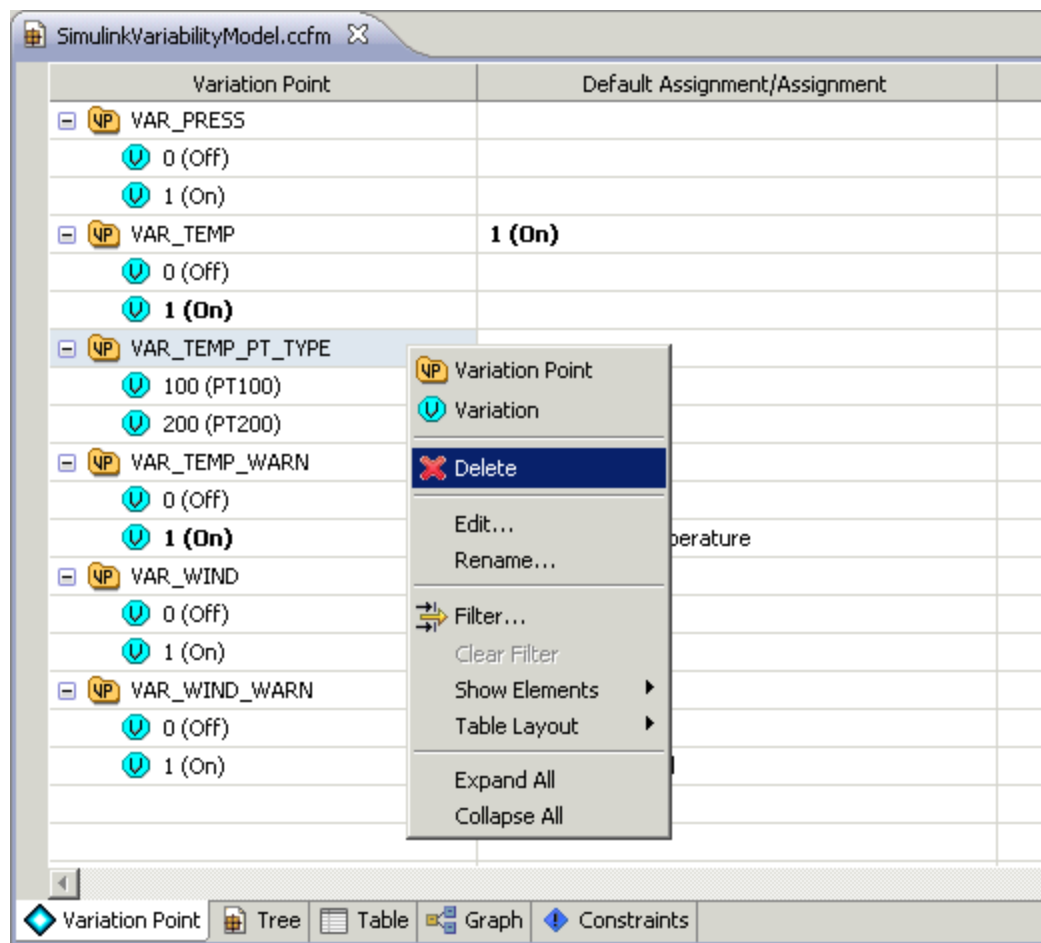 SimulinkVariabilityModel.ccfm
Variation Point Default Assignment/Assignment
VP VAR_PRESS
V 0 (Off)
V 1 (On)
VP VAR_TEMP 1 (On)
V 0 (Off)
V 1 (On)
VP VAR_TEMP_PT_TYPE
V 100 (PT100)
V 200 (PT200)
VP VAR_TEMP_WARN
V 0 (Off)
V 1 (On) perature
VP VAR_WIND
V 0 (Off)
V 1 (On)
VP VAR_WIND_WARN
V 0 (Off)
V 1 (On)
VP Variation Point
V Variation
Delete
Edit...
Rename...
Filter...
Clear Filter
Show Elements
Table Layout
Expand All
Collapse All
Variation Point Tree Table Graph Constraints